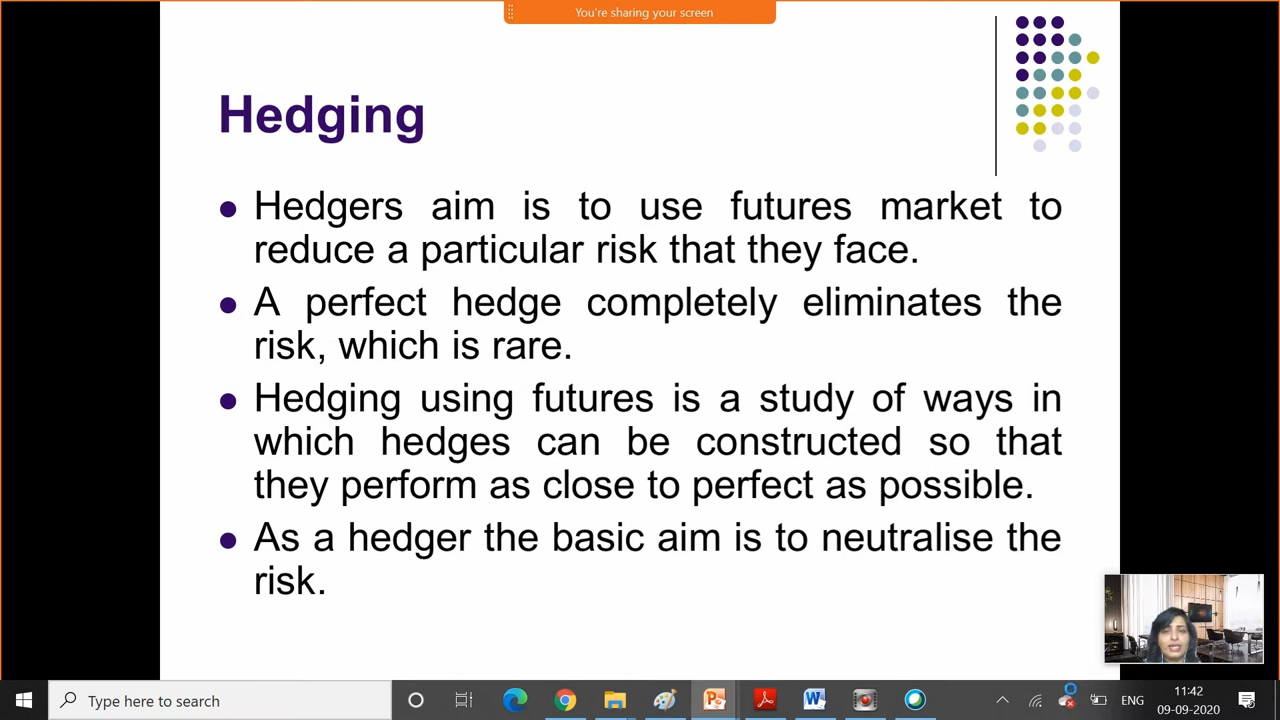 You're sharing your screen
Hedging
Hedgers aim is to use futures market to
reduce a particular risk that they face.
A perfect hedge completely eliminates the
risk, which is rare.
Hedging using futures is a study of ways in
which hedges can be constructed so that
they perform as close to perfect as possible.
As a hedger the basic aim is to neutralise the
risk.
Type here to search
ENG
11:42
09-09-2020